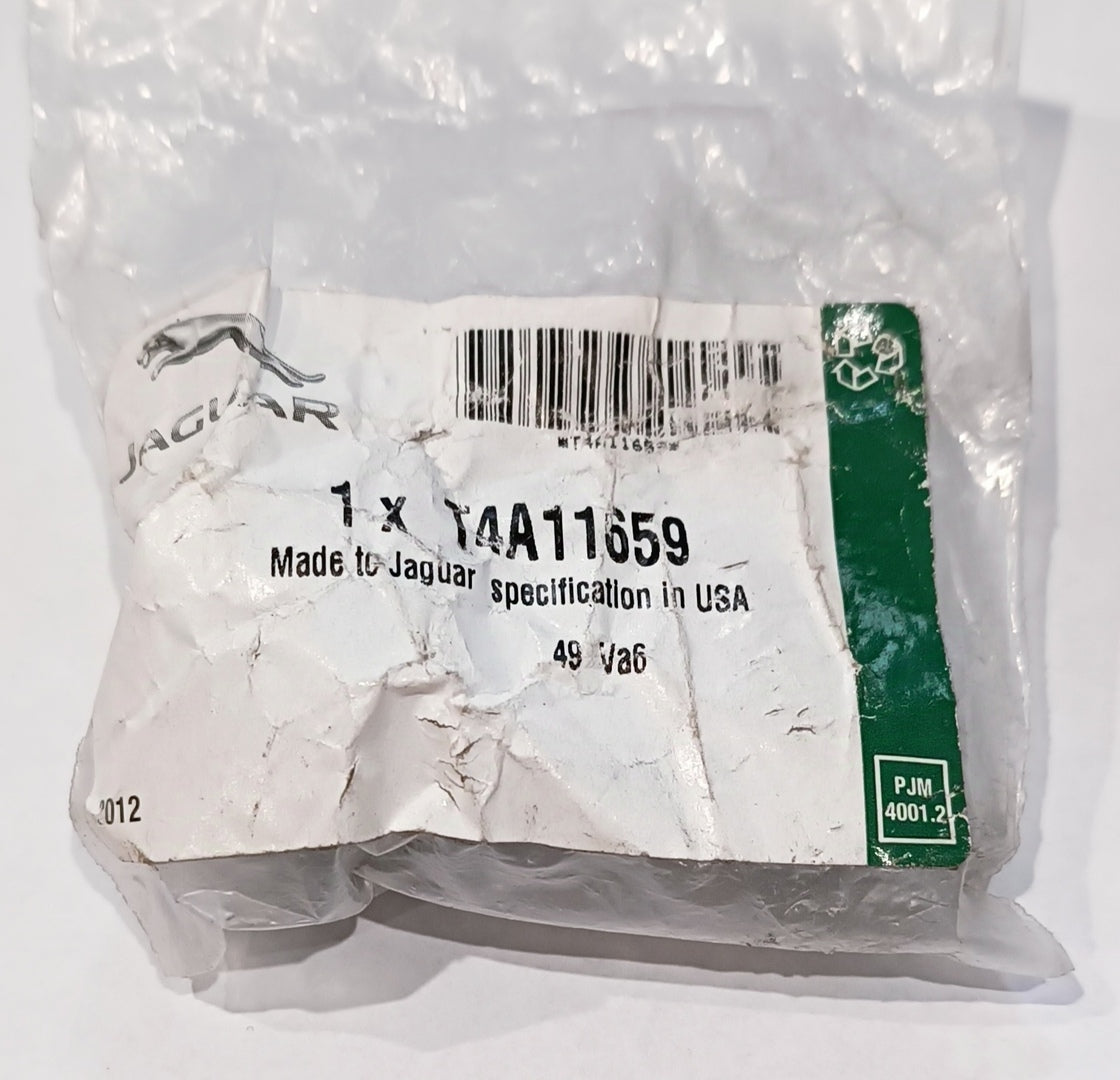 JAGUAR
1 x T4A11659
Made to Jaguar specification in USA
49 Va6
2012
PJM
4001.2